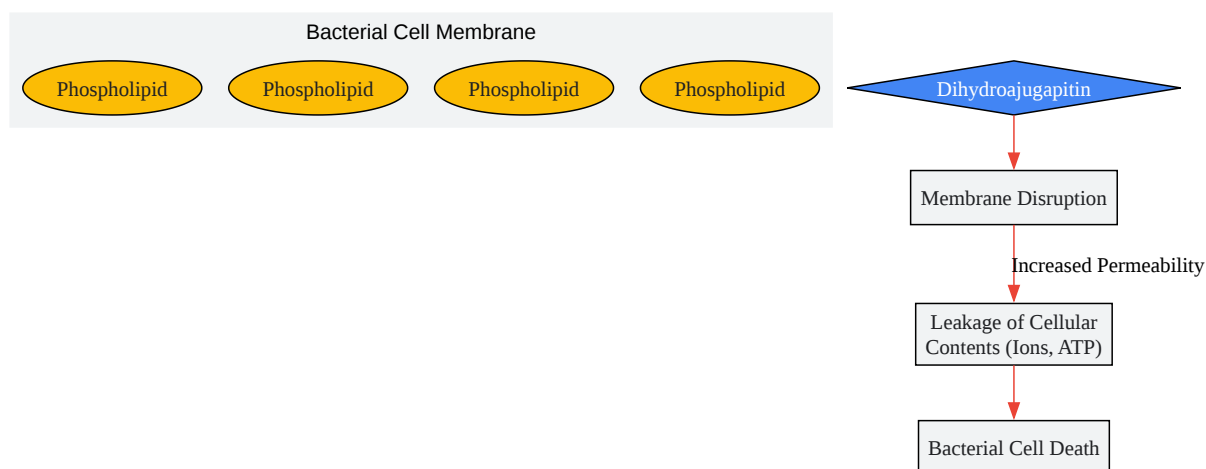 Bacterial Cell Membrane
Phospholipid
Phospholipid
Phospholipid
Phospholipid
Dihydroajugapitin
Membrane Disruption
Increased Permeability
Leakage of Cellular
Contents (Ions, ATP)
Bacterial Cell Death